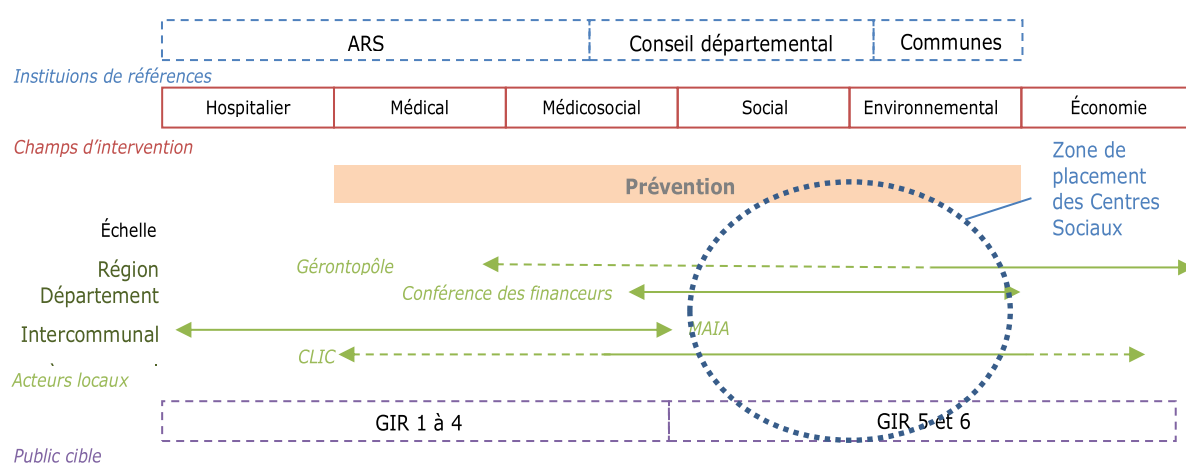 ARS
Conseil départemental
Communes
Instituions de références
Hospitalier
Médical
Médicosocial
Social
Environnemental
Économie
Champs d’intervention
Zone de
placement
des Centres
Sociaux
Prévention
Échelle
Région
Gérontopôle
Département
Conférence des financeurs
Intercommunal
MAIA
CLIC
Acteurs locaux
GIR 1 à 4
GIR 5 et 6
Public cible